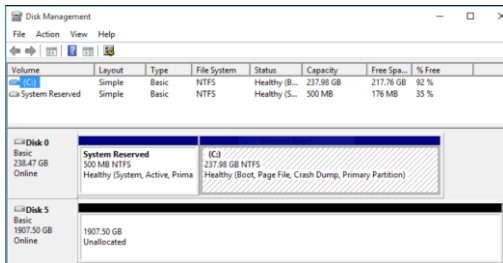 Disk Management
File Action View Help
Volume Layout Type File System Status Capacity Free Spa... % Free
(C:) Simple Basic NTFS Healthy (B... 237.98 GB 217.76 GB 92 %
System Reserved Simple Basic NTFS Healthy (S... 500 MB 176 MB 35 %
Disk 0
Basic
238.47 GB
Online
System Reserved
500 MB NTFS
Healthy (System, Active, Prima
(C:)
237.98 GB NTFS
Healthy (Boot, Page File, Crash Dump, Primary Partition)
Disk 5
Basic
1907.50 GB
Online
1907.50 GB
Unallocated